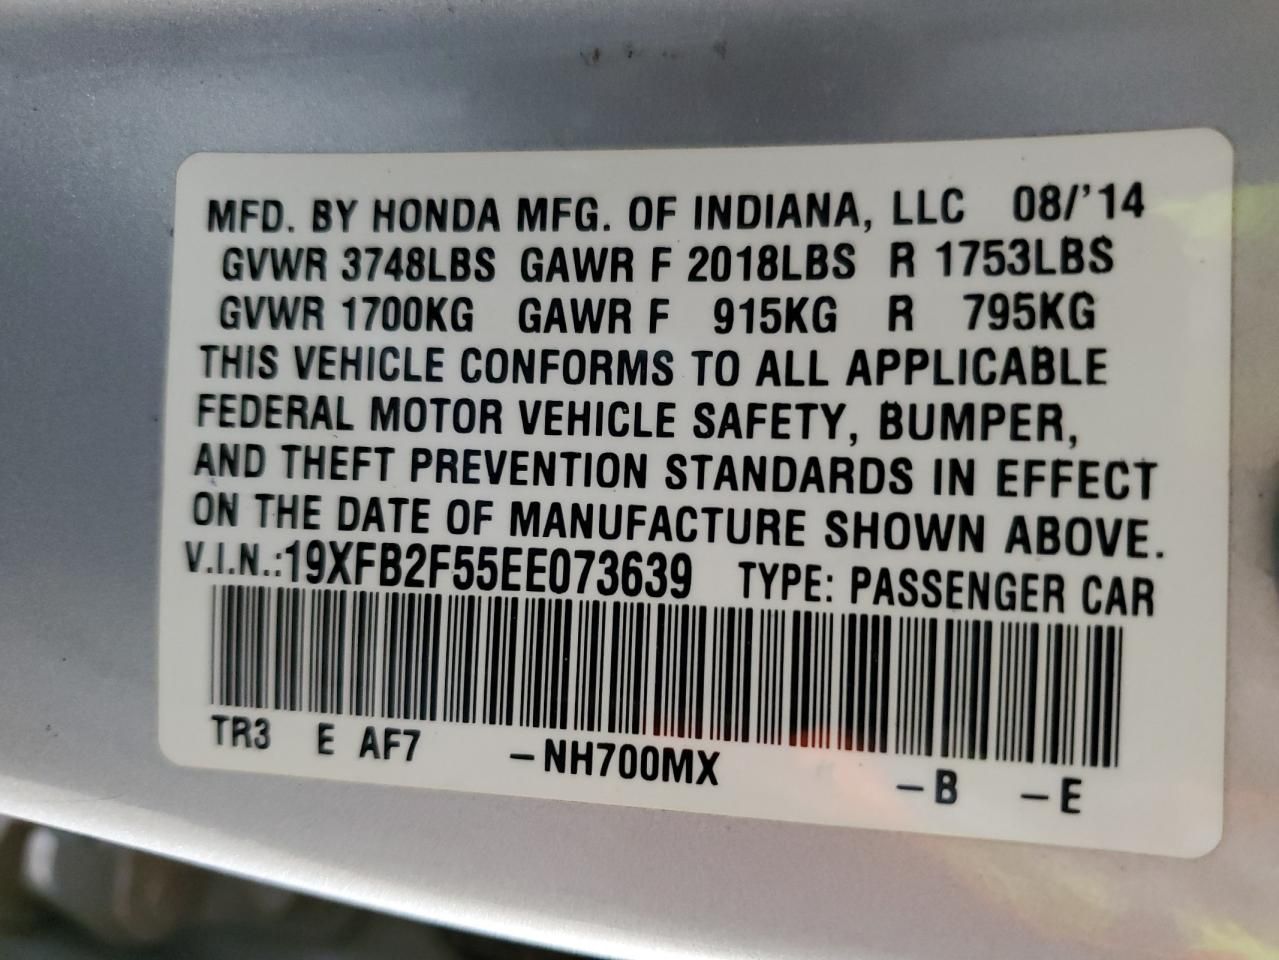 MFD. BY HONDA MFG. OF INDIANA, LLC 08/'14
GVWR 3748LBS GAWR F 2018LBS R 1753LBS
GVWR 1700KG GAWR F 915KG R 795KG
THIS VEHICLE CONFORMS TO ALL APPLICABLE
FEDERAL MOTOR VEHICLE SAFETY, BUMPER,
AND THEFT PREVENTION STANDARDS IN EFFECT
ON THE DATE OF MANUFACTURE SHOWN ABOVE.
V.I.N.:19XFB2F55EE073639 TYPE: PASSENGER CAR
TR3 E AF7 -NH700MX -B -E